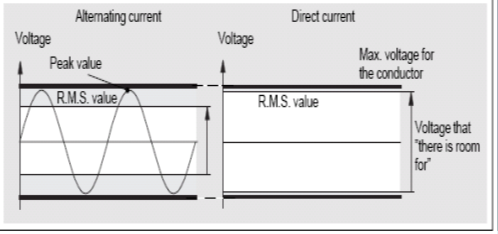 Alternating current
Direct current
Voltage
Voltage
Peak value
Max. voltage for
the conductor
R.M.S. value
R.M.S. value
Voltage that
"there is room
for"